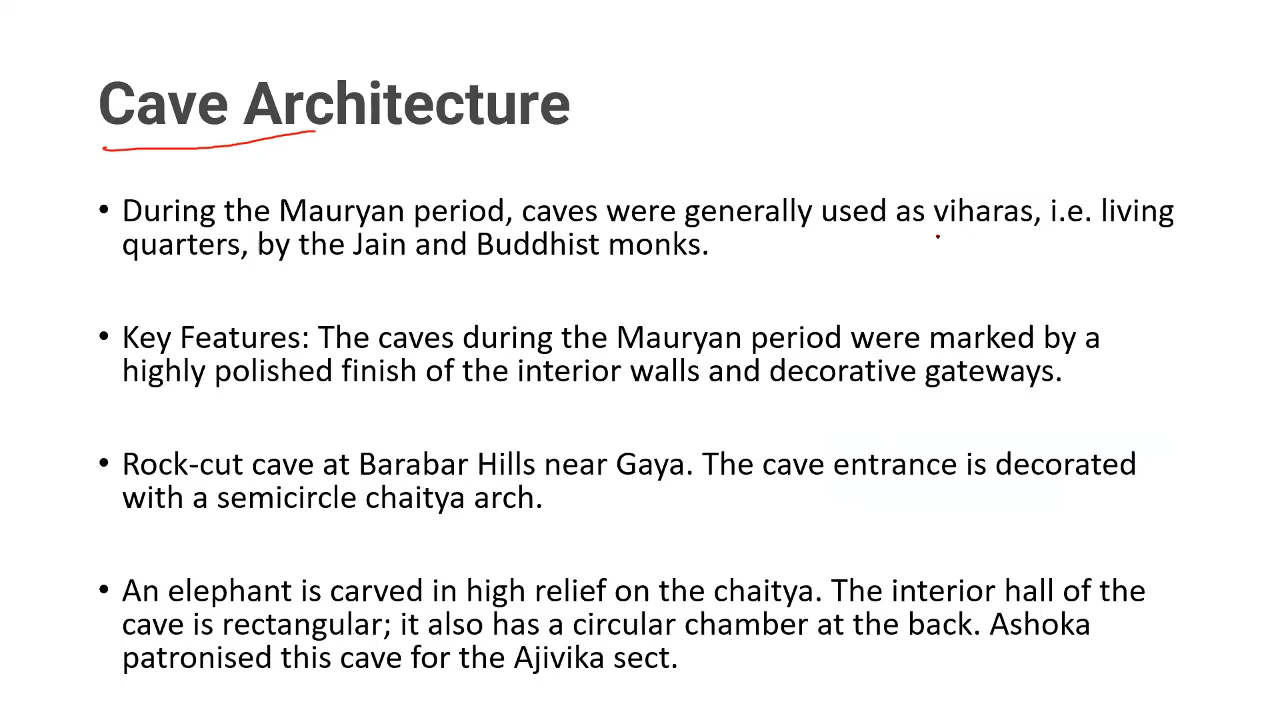 Cave Architecture
• During the Mauryan period, caves were generally used as viharas, i.e. living
quarters, by the Jain and Buddhist monks.
• Key Features: The caves during the Mauryan period were marked by a
highly polished finish of the interior walls and decorative gateways.
• Rock-cut cave at Barabar Hills near Gaya. The cave entrance is decorated
with a semicircle chaitya arch.
• An elephant is carved in high relief on the chaitya. The interior hall of the
cave is rectangular; it also has a circular chamber at the back. Ashoka
patronised this cave for the Ajivika sect.